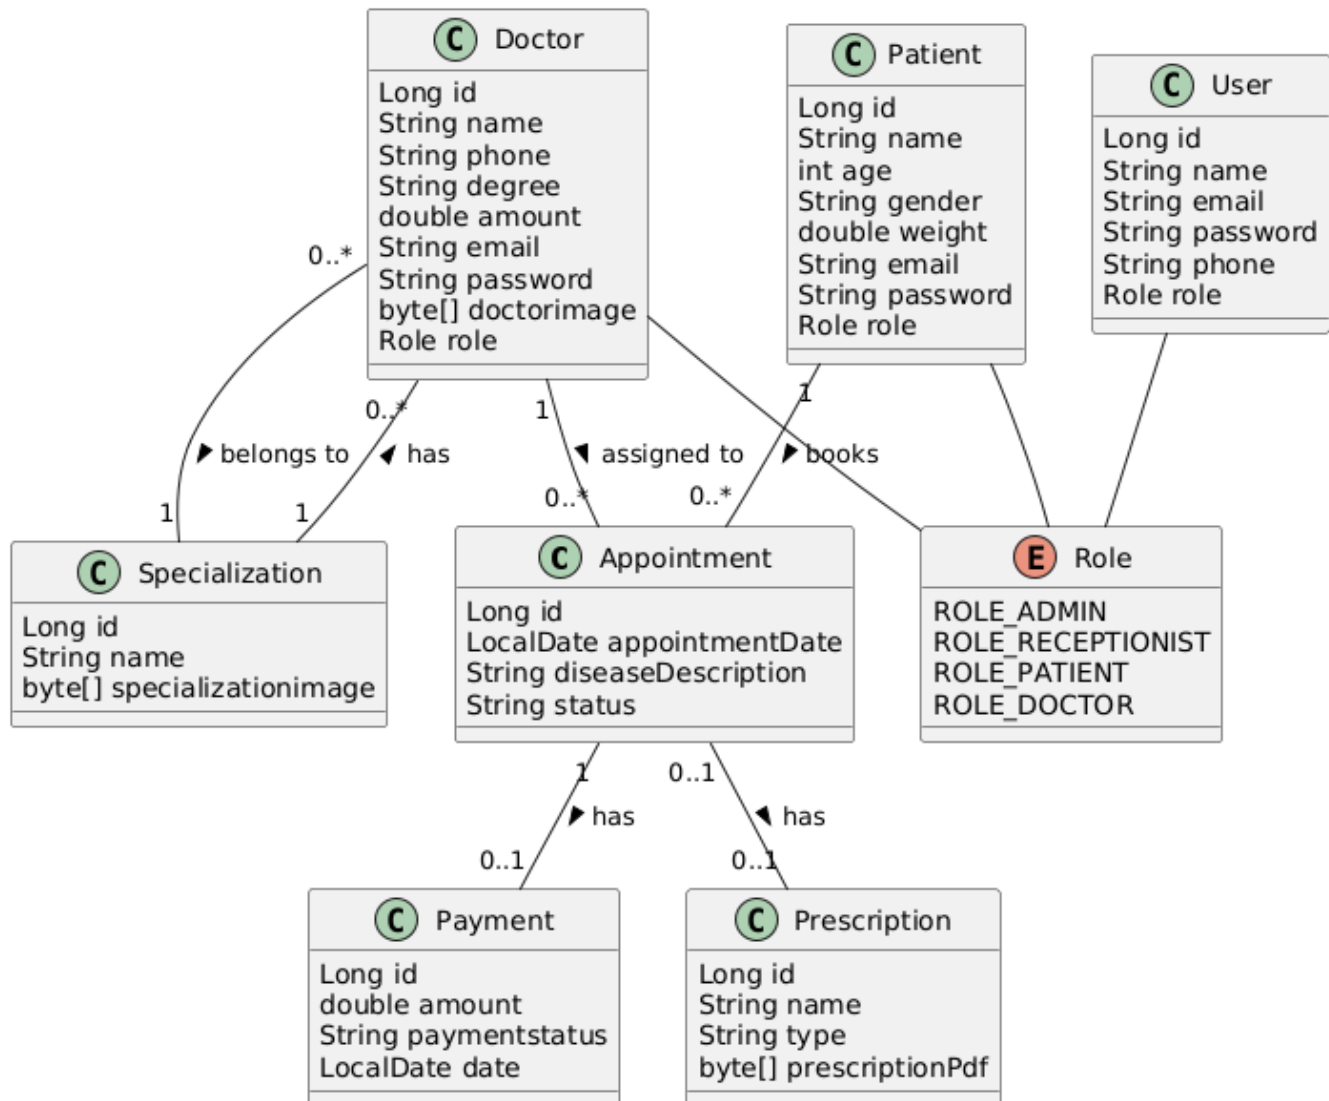 C Doctor
Long id
String name
String phone
String degree
double amount
String email
String password
byte[] doctorimage
Role role
C Patient
Long id
String name
int age
String gender
double weight
String email
String password
Role role
C User
Long id
String name
String email
String password
String phone
Role role
0..*
belongs to
1
0..*
has
1
1
assigned to
0..*
1
books
0..*
C Specialization
Long id
String name
byte[] specializationimage
C Appointment
Long id
LocalDate appointmentDate
String diseaseDescription
String status
E Role
ROLE_ADMIN
ROLE_RECEPTIONIST
ROLE_PATIENT
ROLE_DOCTOR
1
has
0..1
0..1
has
0..1
C Payment
Long id
double amount
String paymentstatus
LocalDate date
C Prescription
Long id
String name
String type
byte[] prescriptionPdf